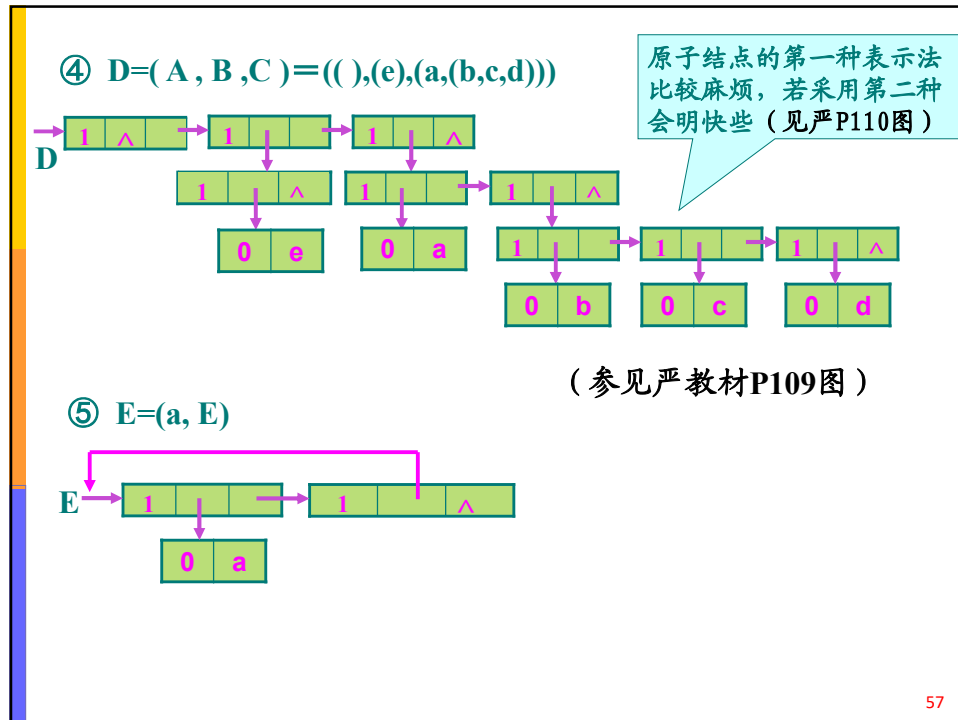 ④ D=( A , B ,C )＝(( ),(e),(a,(b,c,d)))
原子结点的第一种表示法
比较麻烦，若采用第二种
会明快些（见严P110图）
D
1 ^ 1 1 ^
1 ^ 1 1 ^
0 e 0 a 1 1 1 ^
0 b 0 c 0 d
（参见严教材P109图）
⑤ E=(a, E)
E 1 1 ^
0 a
57